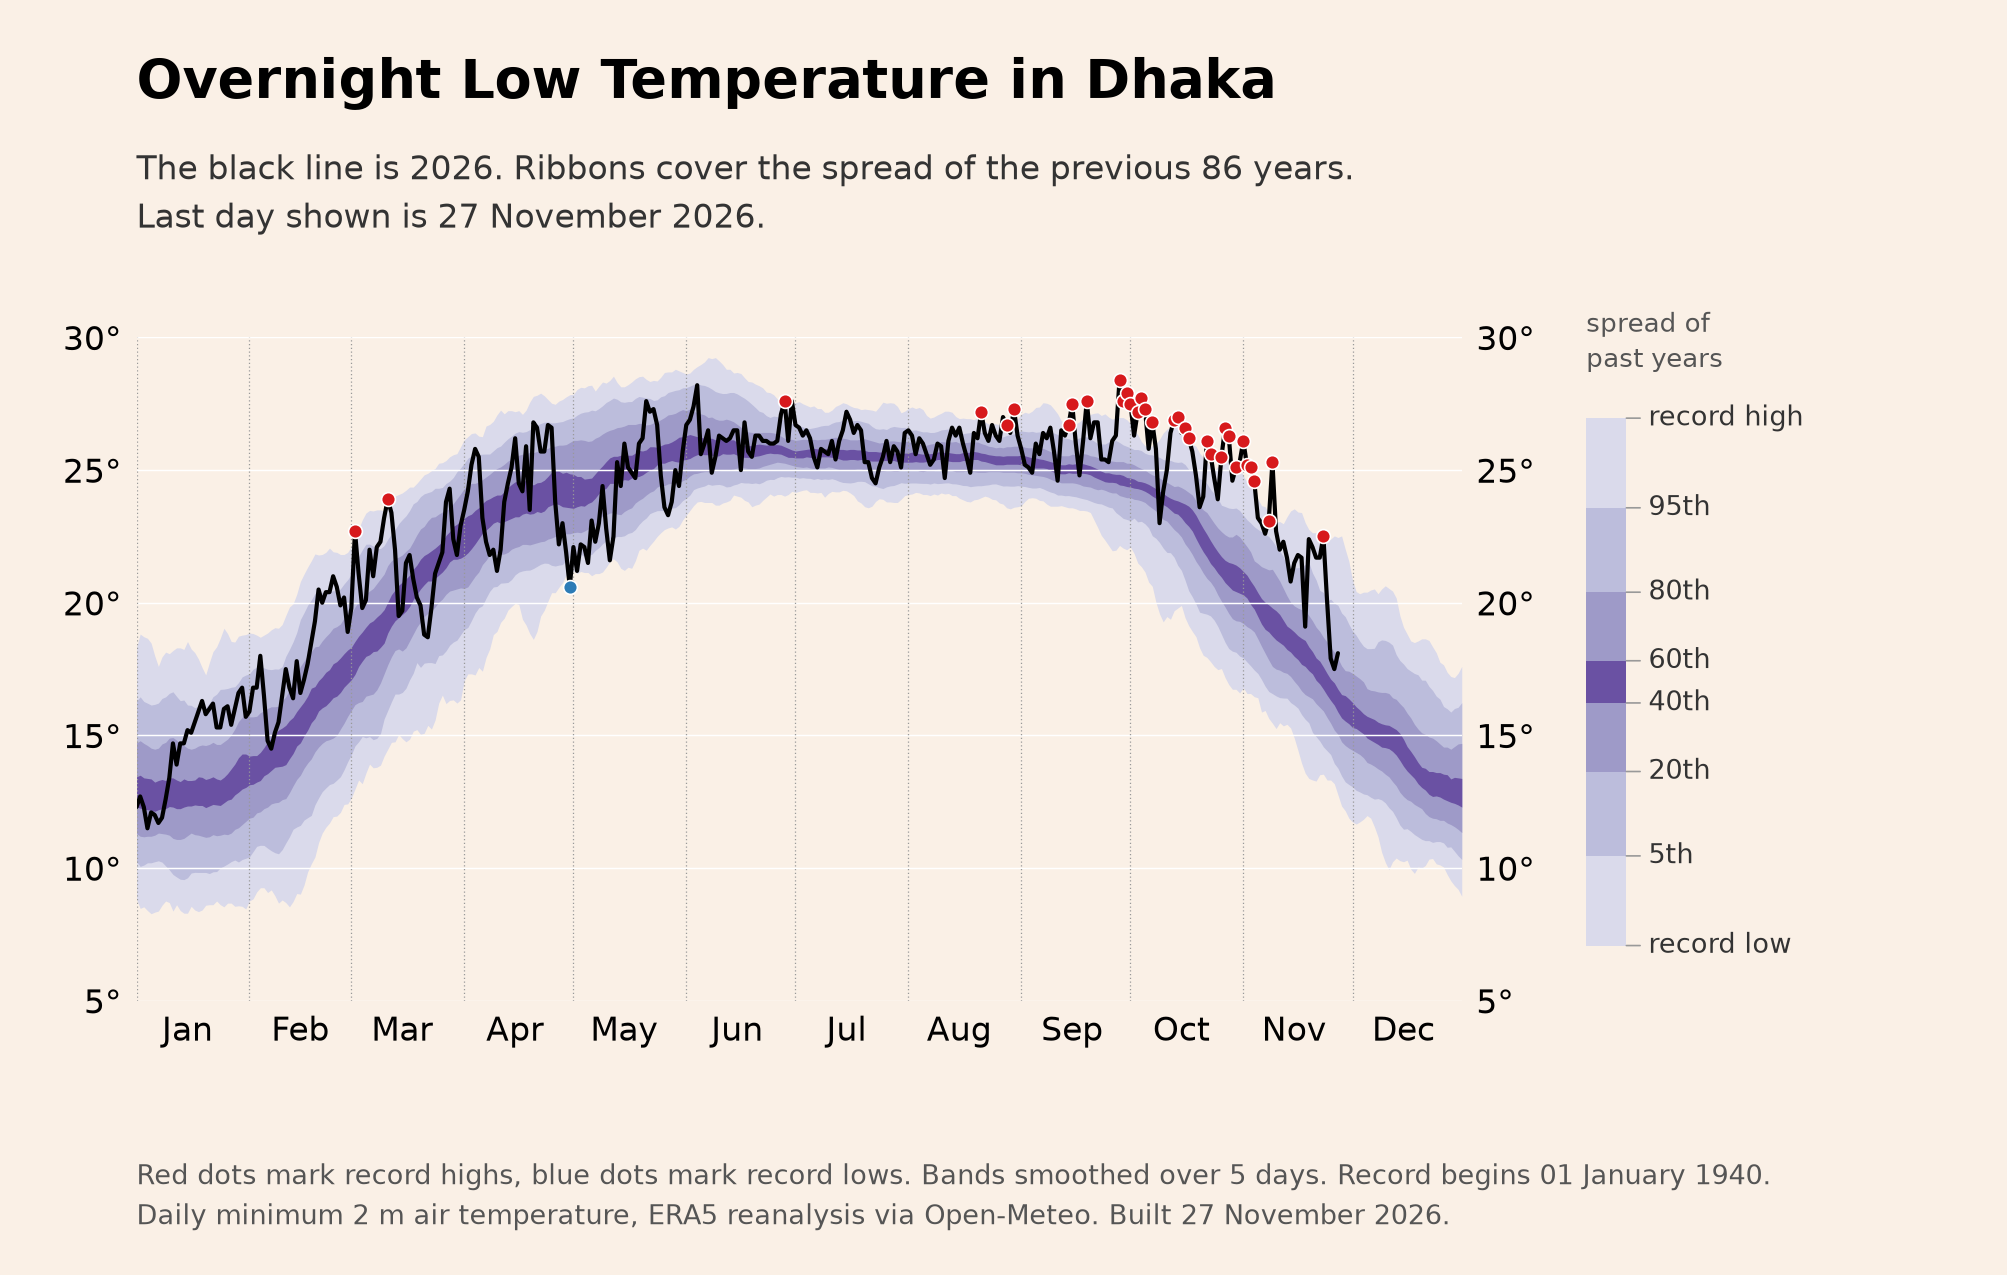 Overnight Low Temperature in Dhaka
The black line is 2026. Ribbons cover the spread of the previous 86 years.
Last day shown is 27 November 2026.
spread of
past years
30°
30°
record high
25°
25°
95th
80th
20°
20°
60th
40th
15°
15°
20th
10°
10°
5th
record low
5°
5°
Jan Feb Mar Apr May Jun Jul Aug Sep Oct Nov Dec
Red dots mark record highs, blue dots mark record lows. Bands smoothed over 5 days. Record begins 01 January 1940.
Daily minimum 2 m air temperature, ERA5 reanalysis via Open-Meteo. Built 27 November 2026.